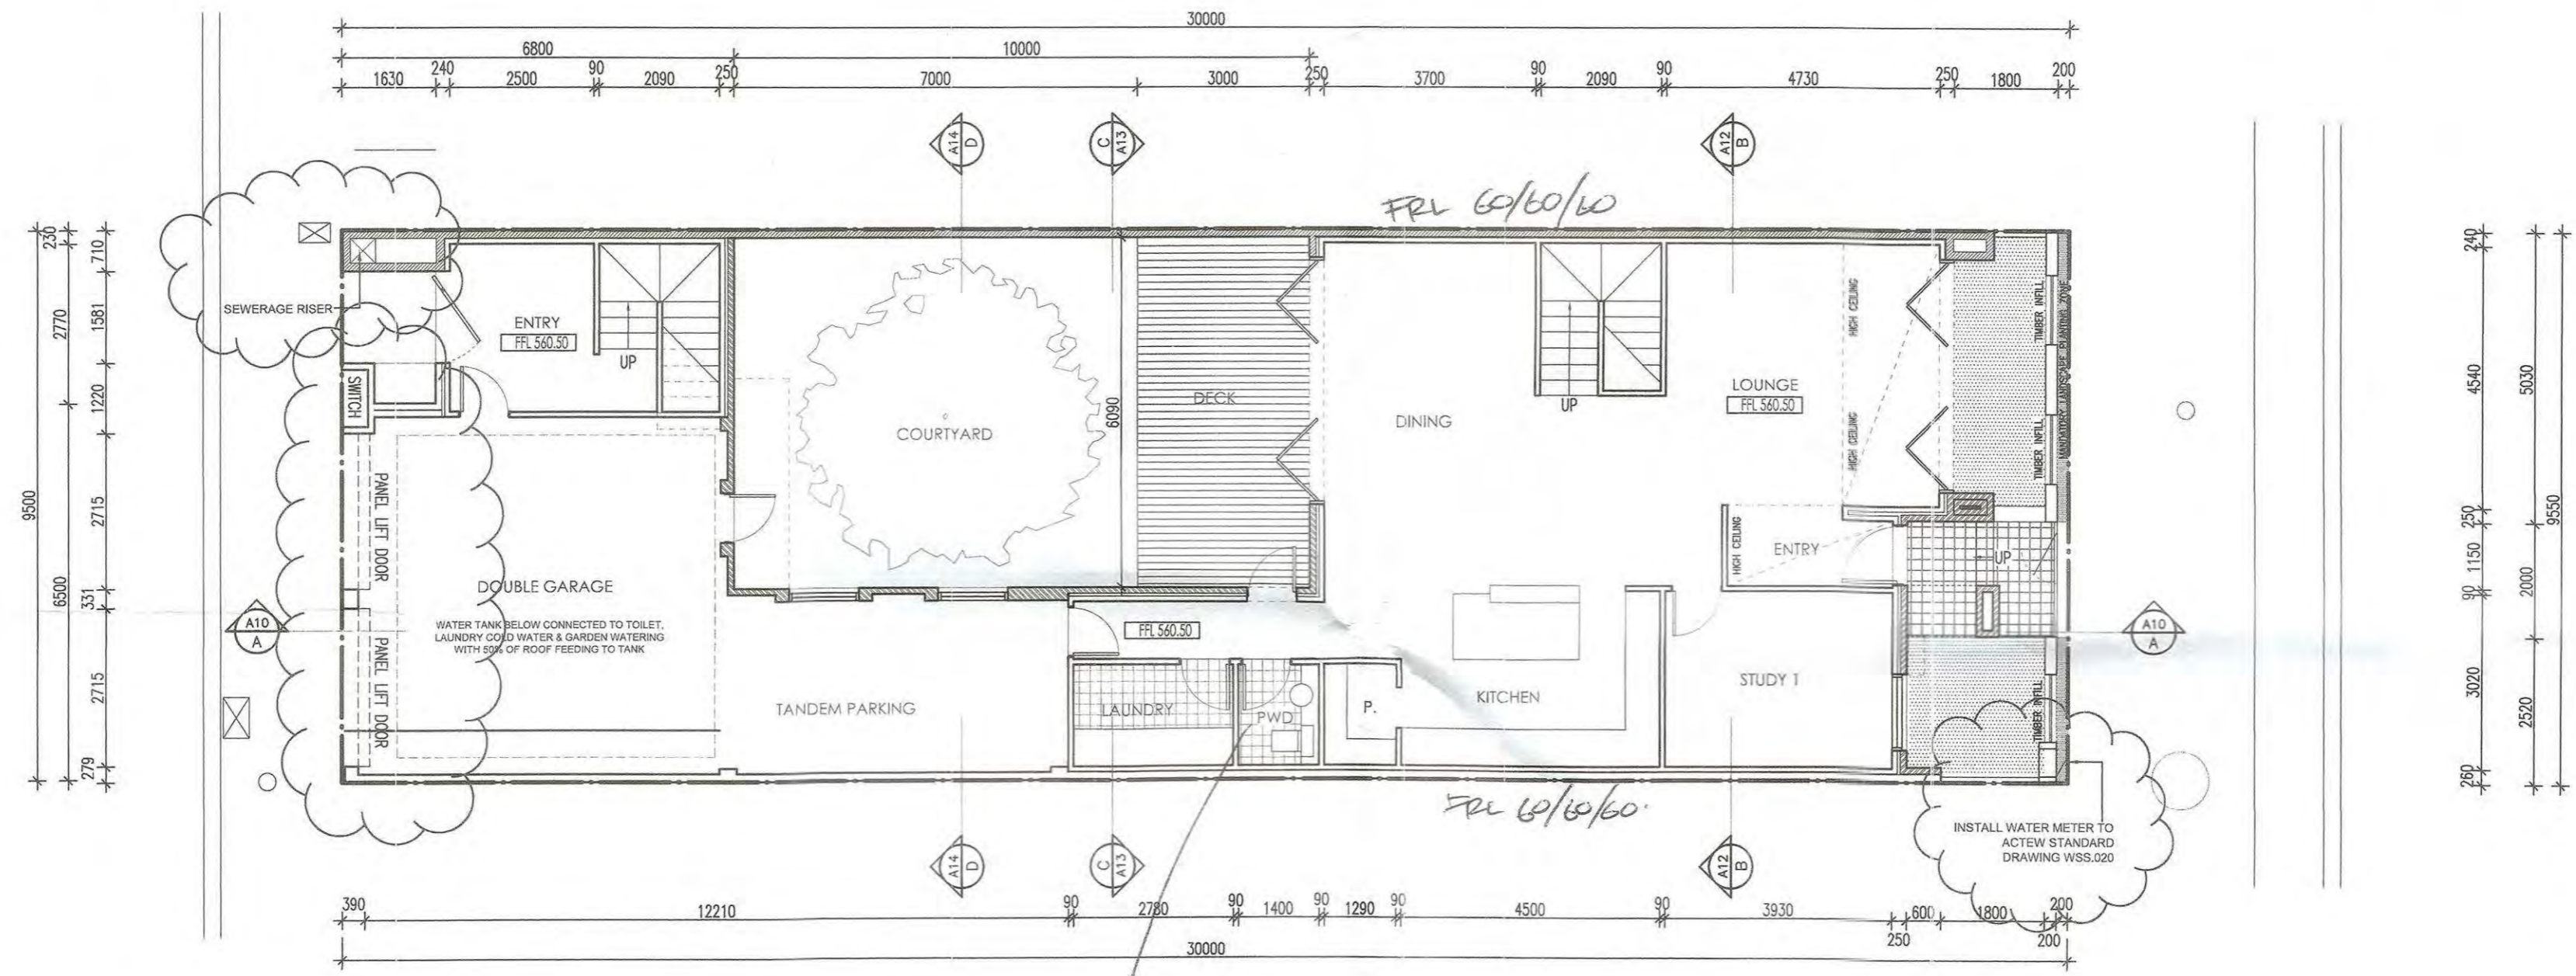 30000
6800
10000
1630
240
2500
90
2090
250
7000
3000
250
3700
90
2090
90
4730
250
1800
200
A14
D
C
A13
A12
B
FRL 60/60/60
9500
230
2770
6500
710
1581
1220
2715
331
2715
279
SEWERAGE RISER
SWITCH
ENTRY
FFL 560.50
UP
PANEL LIFT DOOR
PANEL LIFT DOOR
DOUBLE GARAGE
WATER TANK BELOW CONNECTED TO TOILET,
LAUNDRY COLD WATER & GARDEN WATERING
WITH 50% OF ROOF FEEDING TO TANK
A10
A
COURTYARD
6090
DECK
TANDEM PARKING
FFL 560.50
LAUNDRY
PWD
P.
KITCHEN
DINING
UP
LOUNGE
FFL 560.50
HIGH CEILING
HIGH CEILING
HIGH CEILING
ENTRY
UP
STUDY 1
TIMBER INFILL
TIMBER INFILL
TIMBER INFILL
MANDATORY LANDSCAPE PLANTING ZONE
A10
A
240
4540
250
1150
90
3020
260
5030
2000
2520
9550
FRL 60/60/60.
INSTALL WATER METER TO
ACTEW STANDARD
DRAWING WSS.020
A14
D
C
A13
A12
B
390
12210
90
2780
90
1400
90
1290
90
4500
90
3930
250
600
1800
200
200
30000